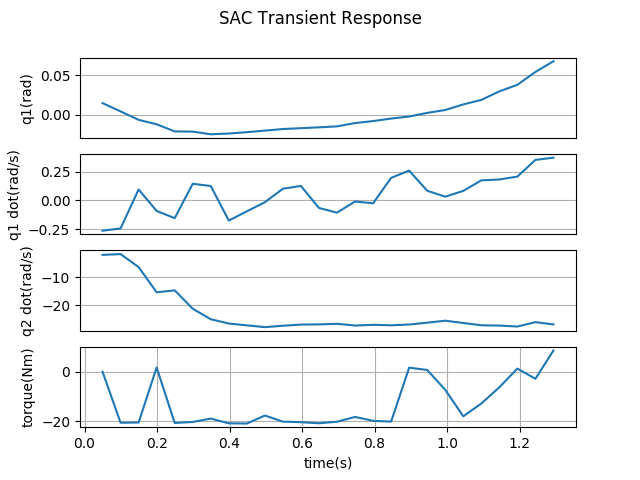 SAC Transient Response
q1(rad)
0.05
0.00
q1 dot(rad/s)
0.25
0.00
−0.25
q2 dot(rad/s)
−10
−20
torque(Nm)
0
−20
0.0 0.2 0.4 0.6 0.8 1.0 1.2
time(s)